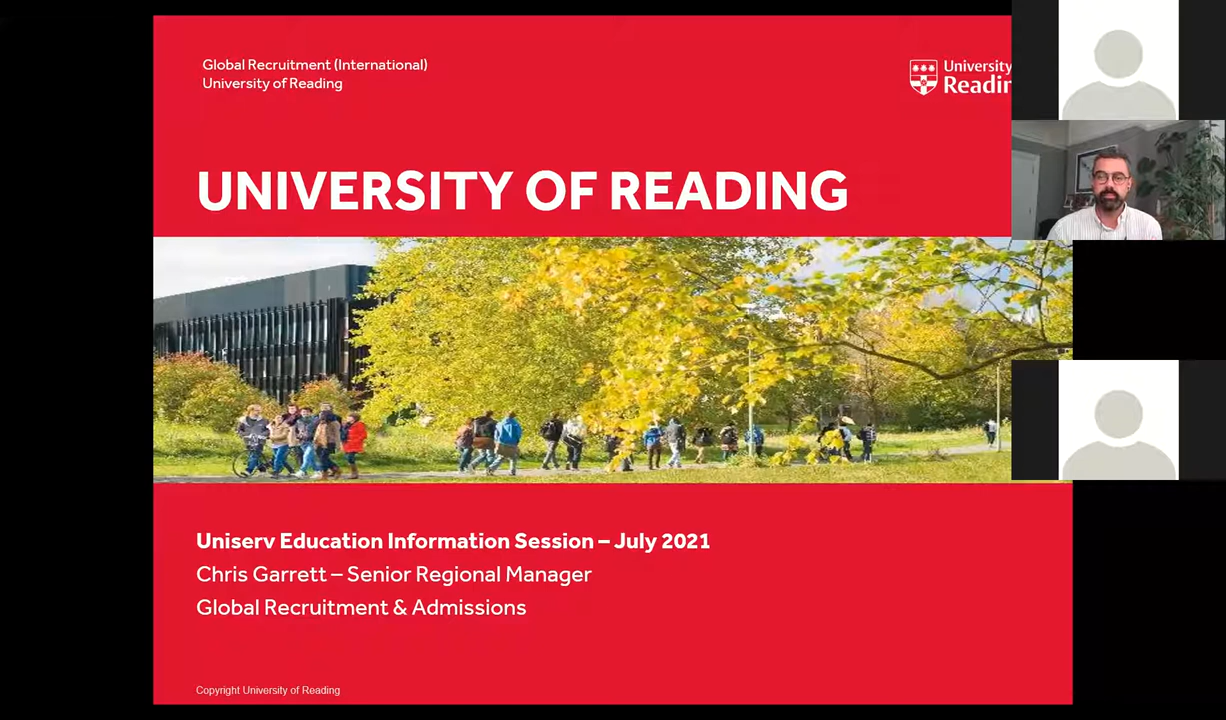 Global Recruitment (International)
University of Reading
University
UNIVERSITY OF READING
Uniserv Education Information Session – July 2021
Chris Garrett – Senior Regional Manager
Global Recruitment & Admissions
Copyright University of Reading